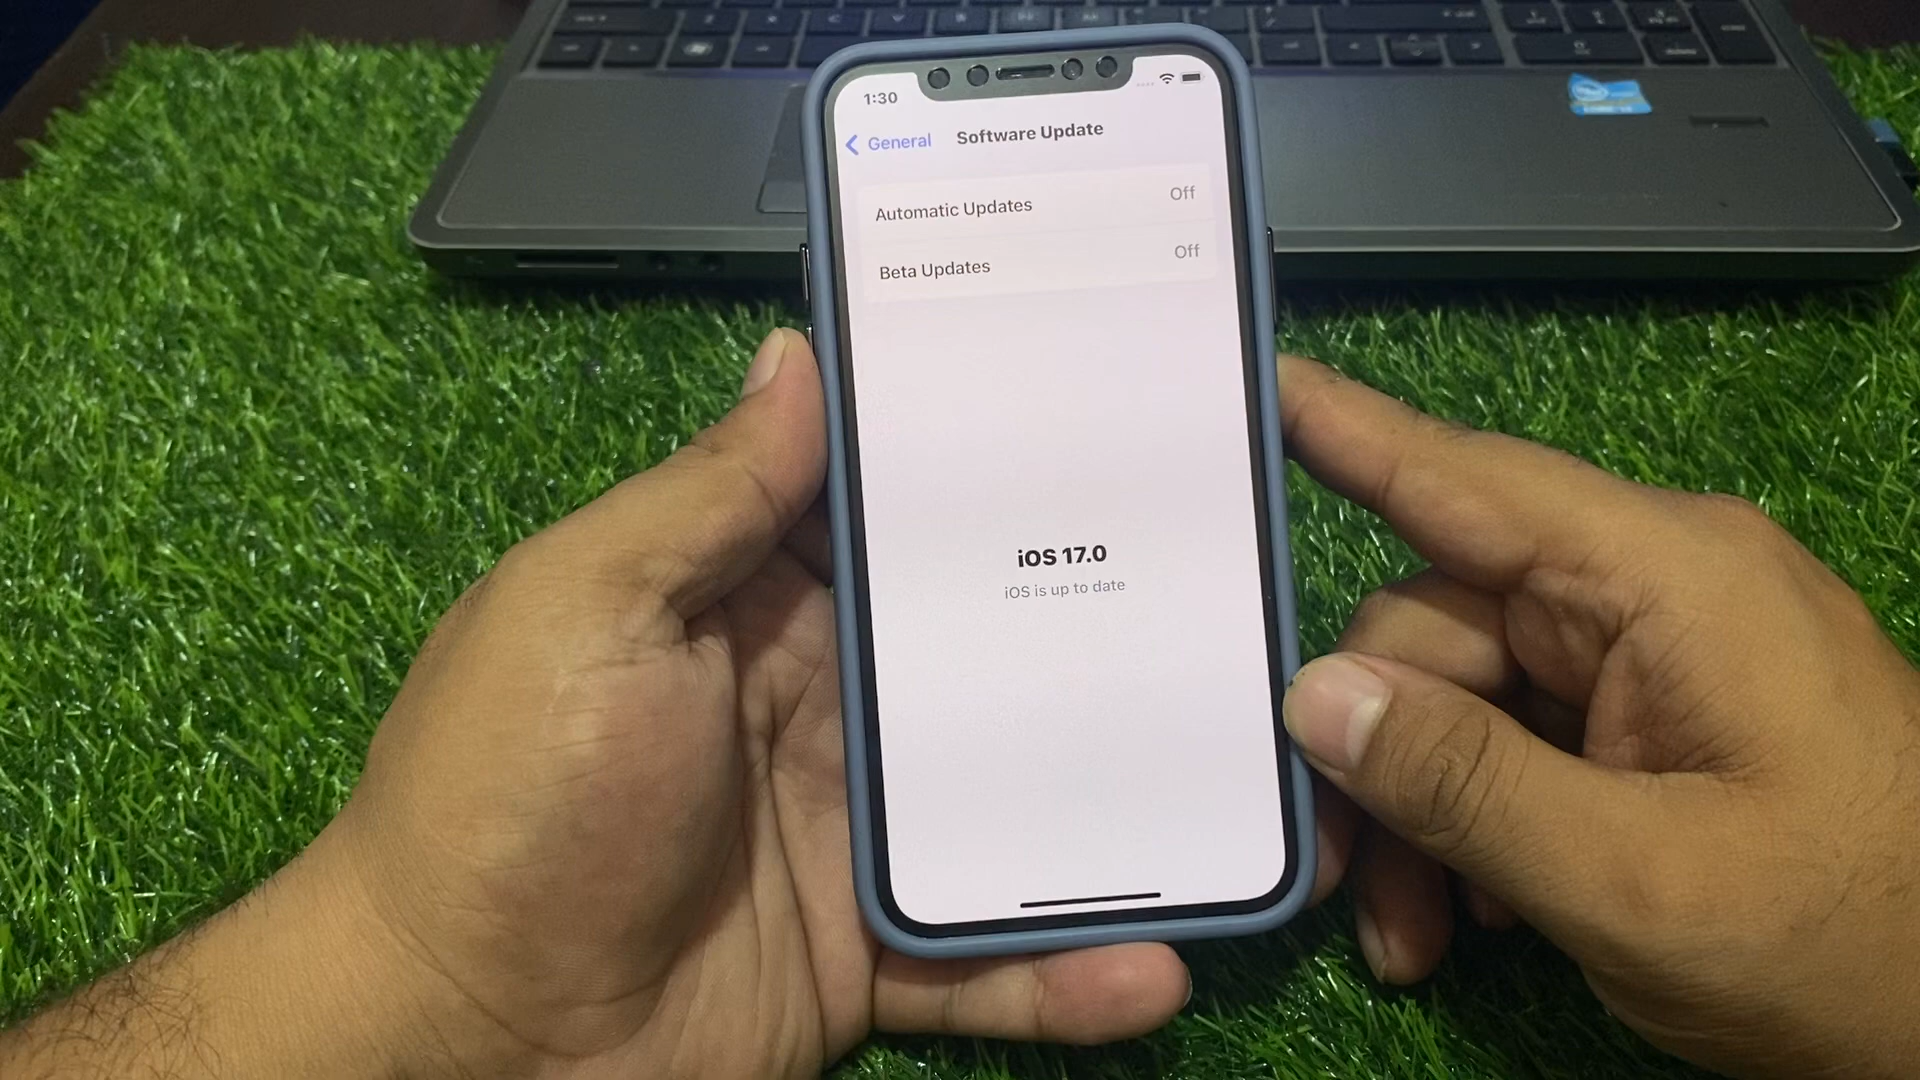 1:30
General Software Update
Automatic Updates Off
Beta Updates Off
iOS 17.0
iOS is up to date